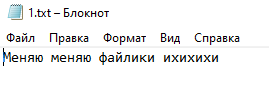 1.txt – Блокнот
Файл Правка Формат Вид Справка
Меняю меняю файлики ихихихи